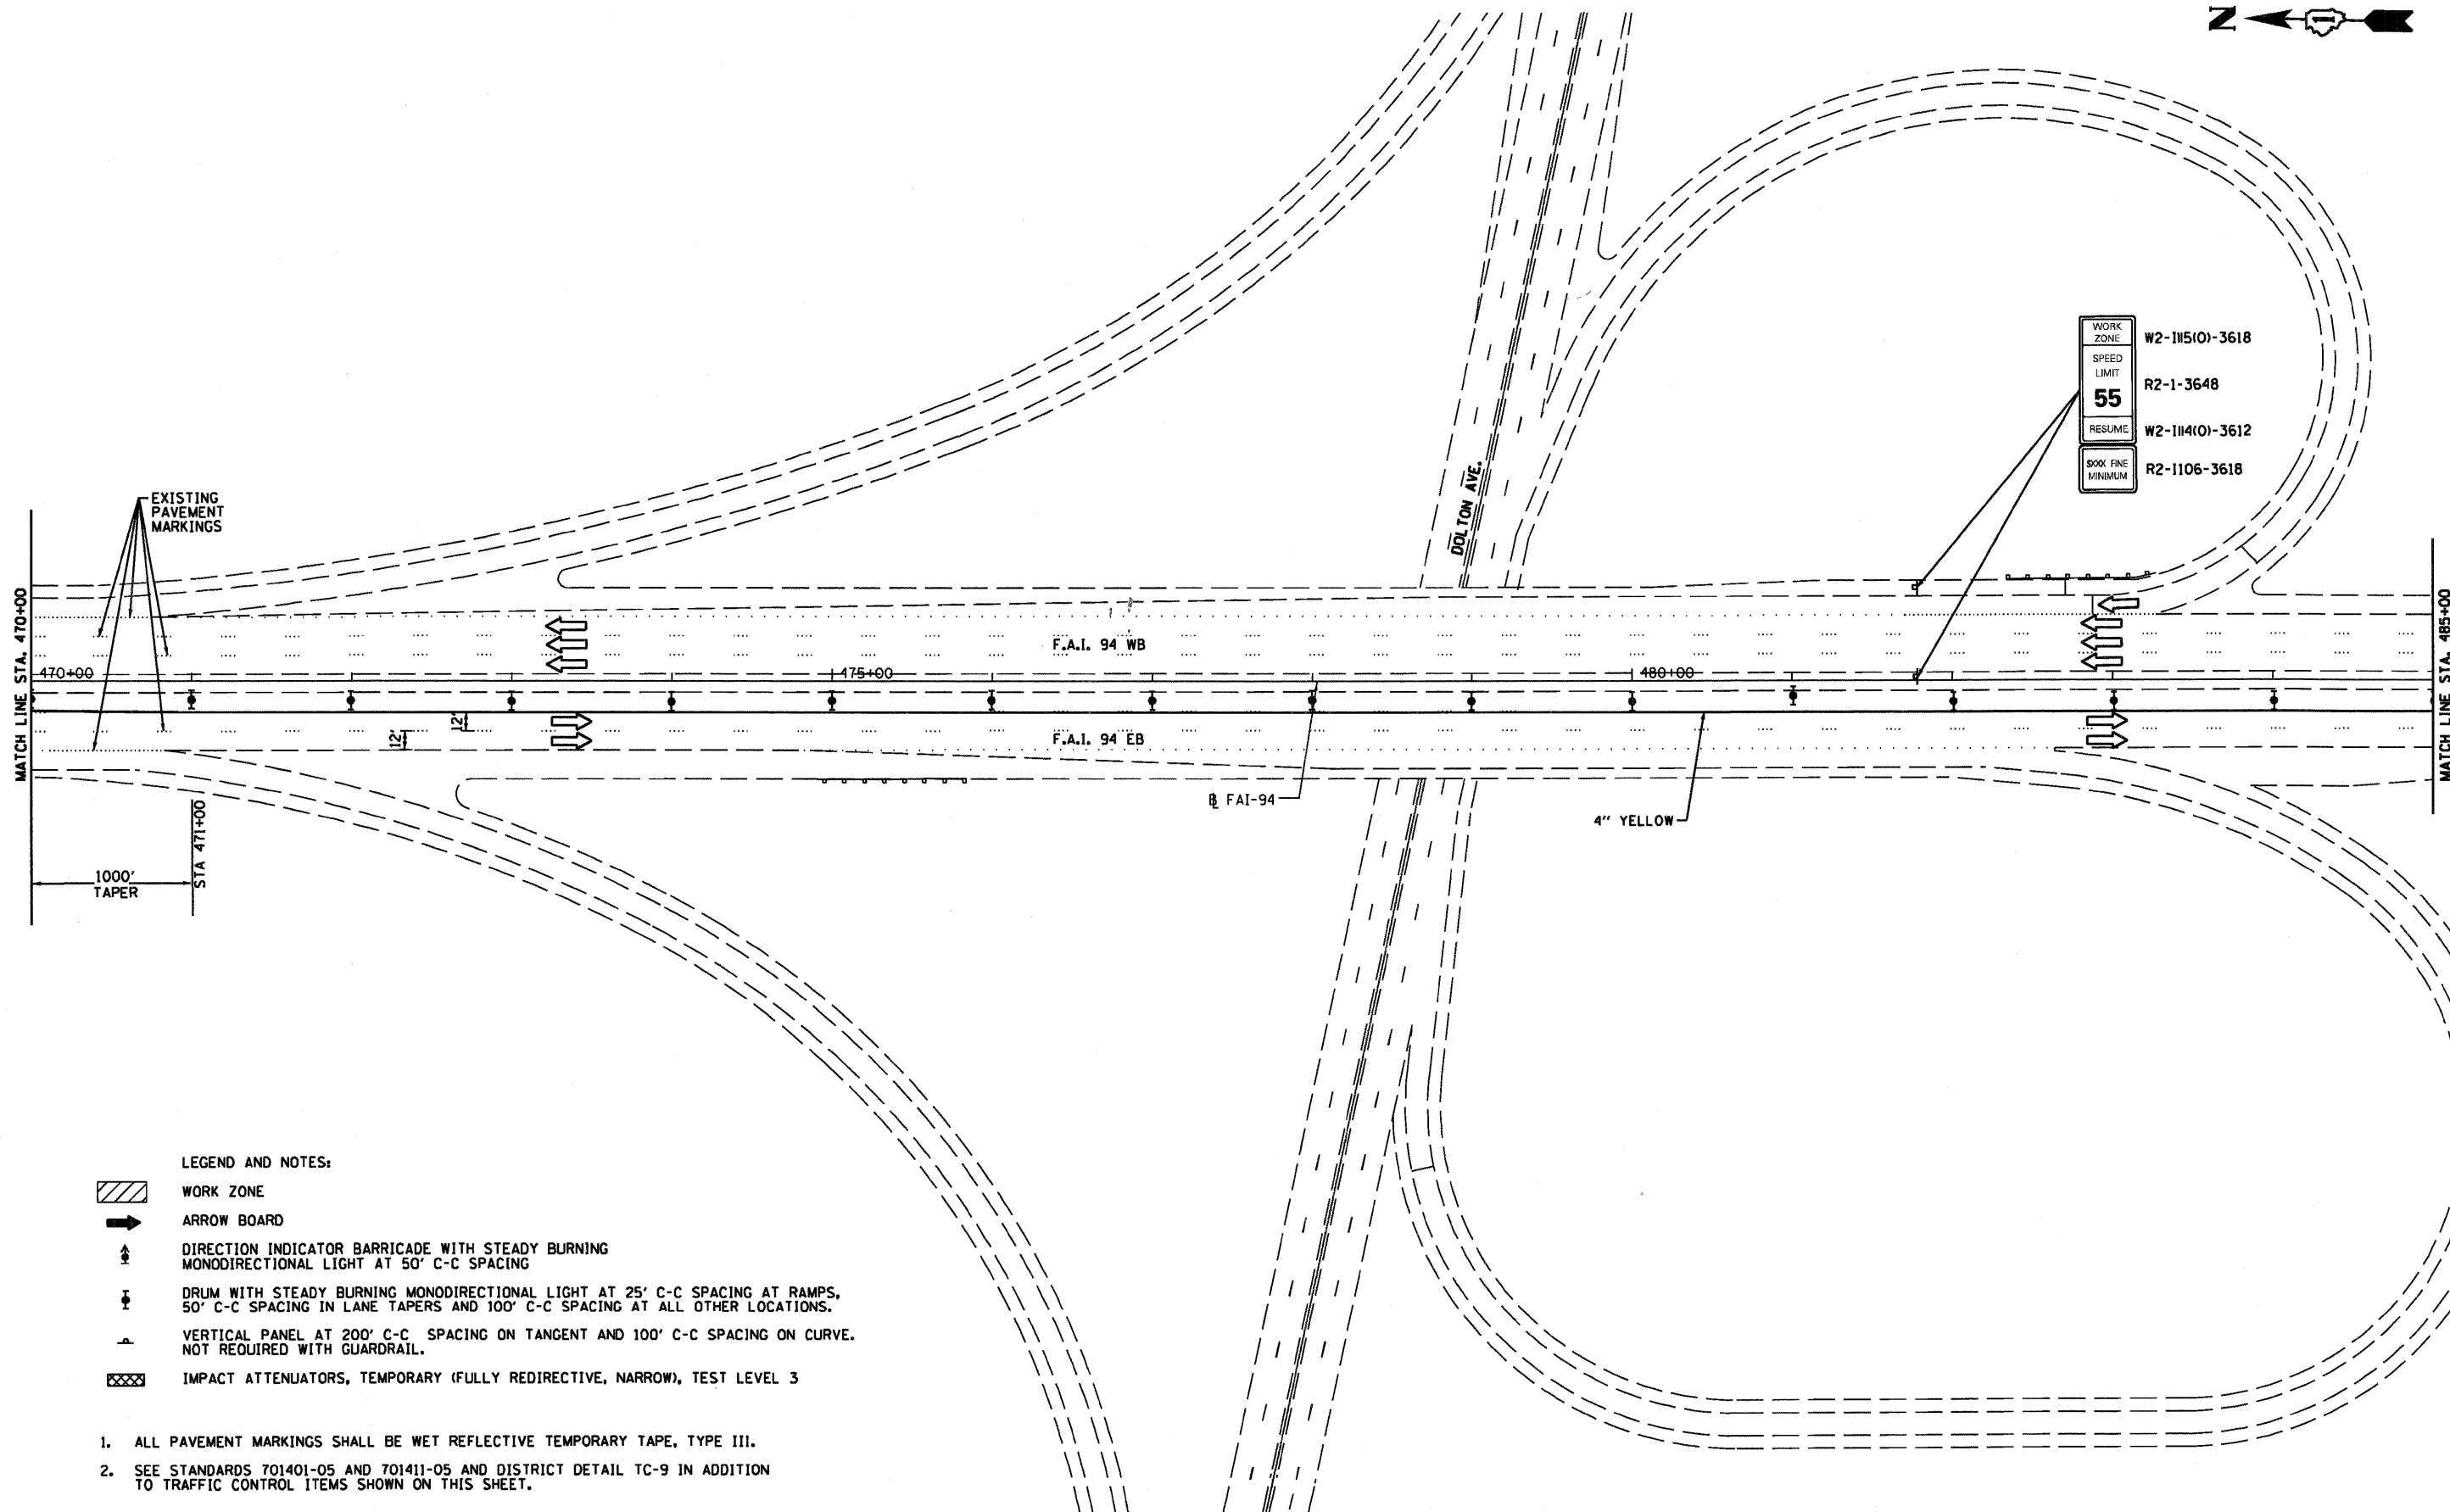 N
WORK
ZONE
W2-I115(O)-3618
SPEED
LIMIT
55
R2-1-3648
RESUME
W2-I114(O)-3612
$XXX FINE
MINIMUM
R2-I106-3618
EXISTING
PAVEMENT
MARKINGS
DOLTON AVE.
MATCH LINE STA. 470+00
MATCH LINE STA. 485+00
F.A.I. 94 WB
470+00
475+00
480+00
12'
12'
F.A.I. 94 EB
℄ FAI-94
4" YELLOW
STA 471+00
1000'
TAPER
LEGEND AND NOTES:
WORK ZONE
ARROW BOARD
DIRECTION INDICATOR BARRICADE WITH STEADY BURNING
MONODIRECTIONAL LIGHT AT 50' C-C SPACING
DRUM WITH STEADY BURNING MONODIRECTIONAL LIGHT AT 25' C-C SPACING AT RAMPS,
50' C-C SPACING IN LANE TAPERS AND 100' C-C SPACING AT ALL OTHER LOCATIONS.
VERTICAL PANEL AT 200' C-C SPACING ON TANGENT AND 100' C-C SPACING ON CURVE.
NOT REQUIRED WITH GUARDRAIL.
IMPACT ATTENUATORS, TEMPORARY (FULLY REDIRECTIVE, NARROW), TEST LEVEL 3
1. ALL PAVEMENT MARKINGS SHALL BE WET REFLECTIVE TEMPORARY TAPE, TYPE III.
2. SEE STANDARDS 701401-05 AND 701411-05 AND DISTRICT DETAIL TC-9 IN ADDITION
TO TRAFFIC CONTROL ITEMS SHOWN ON THIS SHEET.